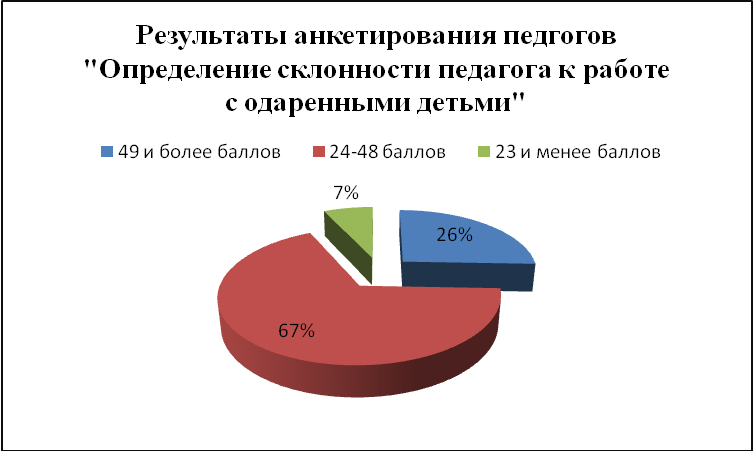 Результаты анкетирования педгогов
"Определение склонности педагога к работе
с одаренными детьми"
49 и более баллов 24-48 баллов 23 и менее баллов
7%
26%
67%